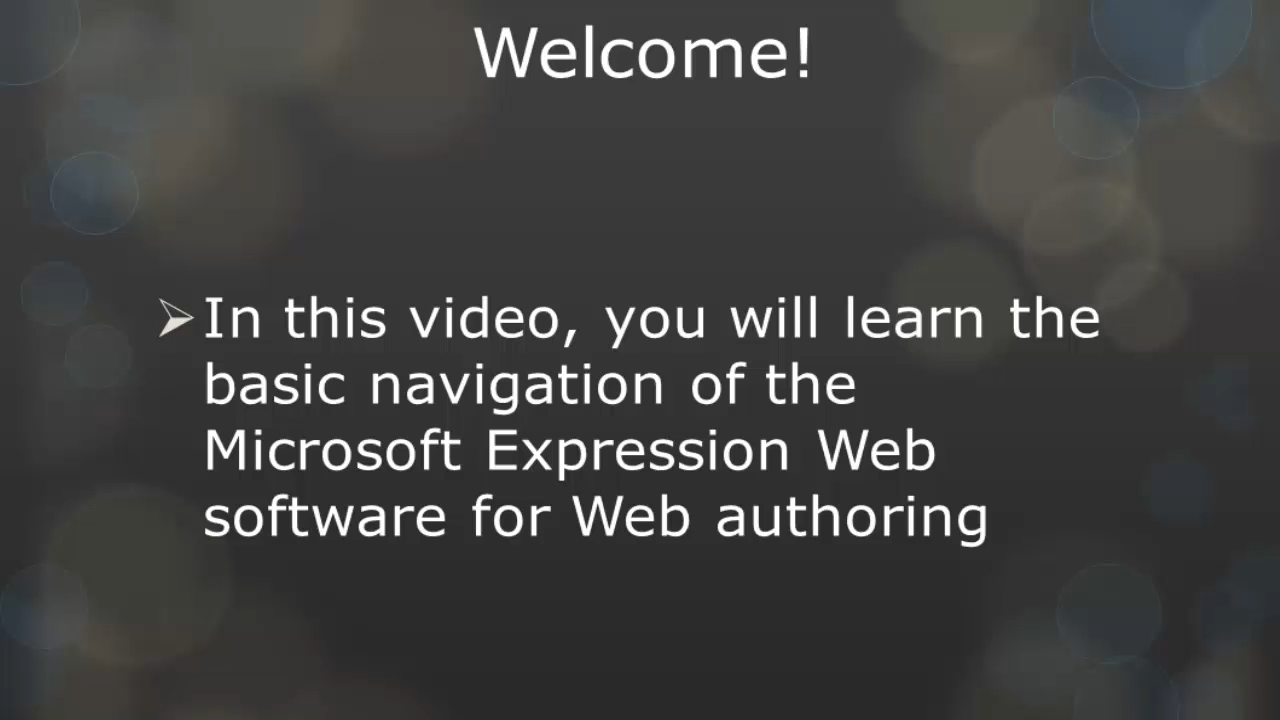 Welcome!
In this video, you will learn the
basic navigation of the
Microsoft Expression Web
software for Web authoring